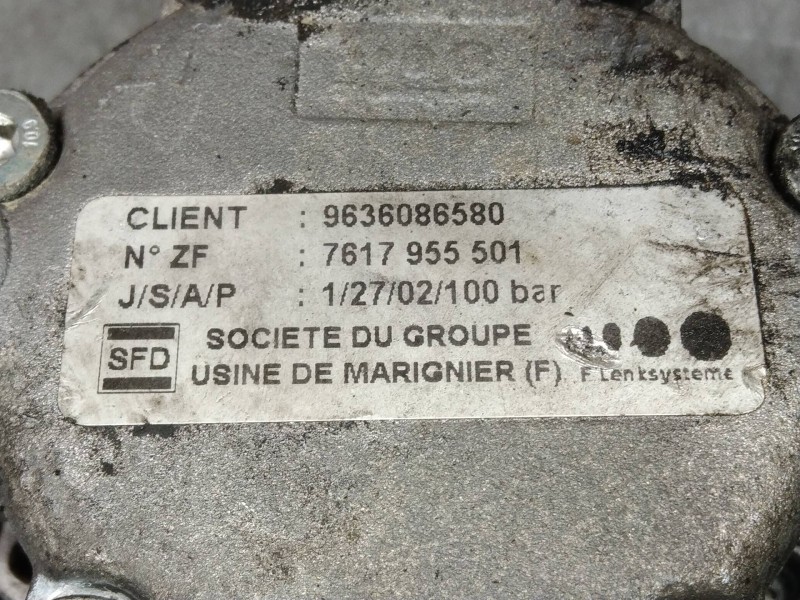 CLIENT : 9636086580
N° ZF : 7617 955 501
J/S/A/P : 1/27/02/100 bar
SFD
SOCIETE DU GROUPE
USINE DE MARIGNIER (F)
F Lenksysteme